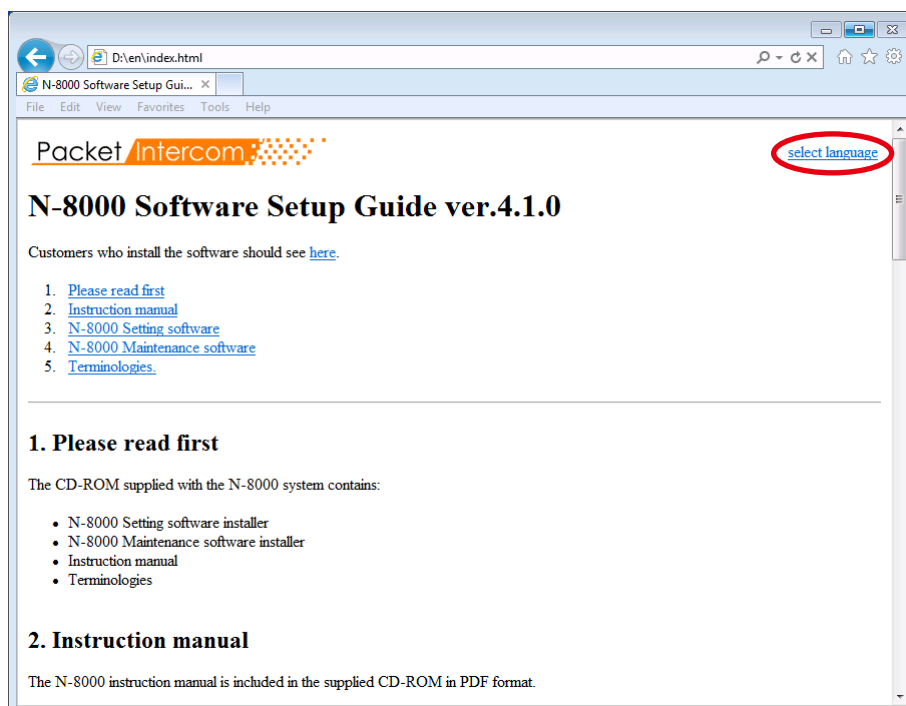 D:\en\index.html
N-8000 Software Setup Gui...
File Edit View Favorites Tools Help
Packet Intercom
select language
N-8000 Software Setup Guide ver.4.1.0
Customers who install the software should see here.
1. Please read first
2. Instruction manual
3. N-8000 Setting software
4. N-8000 Maintenance software
5. Terminologies.
1. Please read first
The CD-ROM supplied with the N-8000 system contains:
• N-8000 Setting software installer
• N-8000 Maintenance software installer
• Instruction manual
• Terminologies
2. Instruction manual
The N-8000 instruction manual is included in the supplied CD-ROM in PDF format.